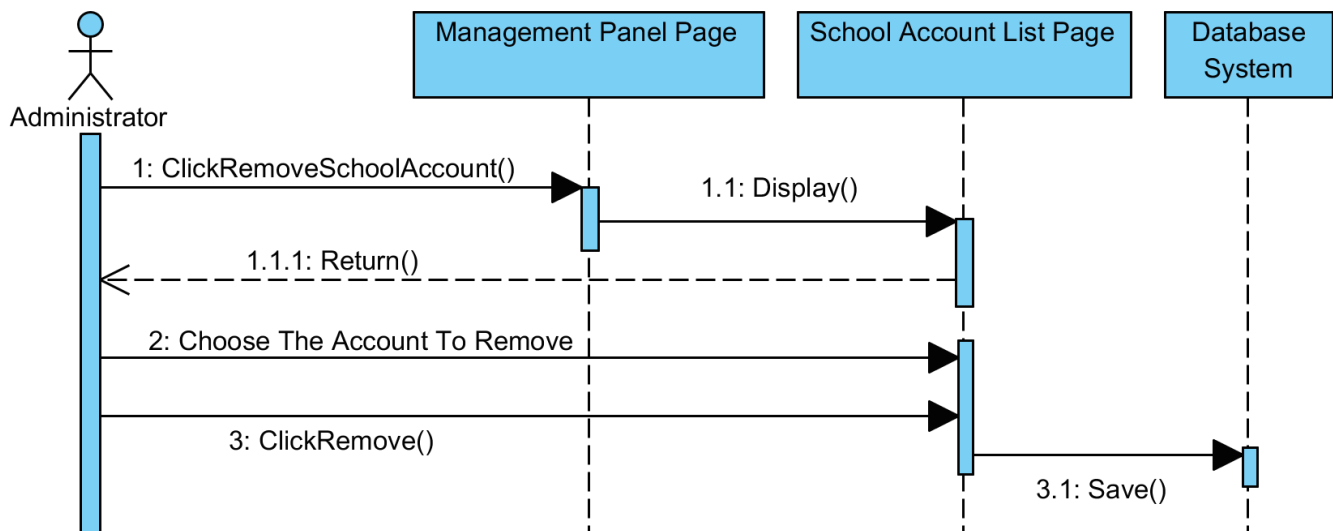 Management Panel Page
School Account List Page
Database
System
Administrator
1: ClickRemoveSchoolAccount()
1.1: Display()
1.1.1: Return()
2: Choose The Account To Remove
3: ClickRemove()
3.1: Save()